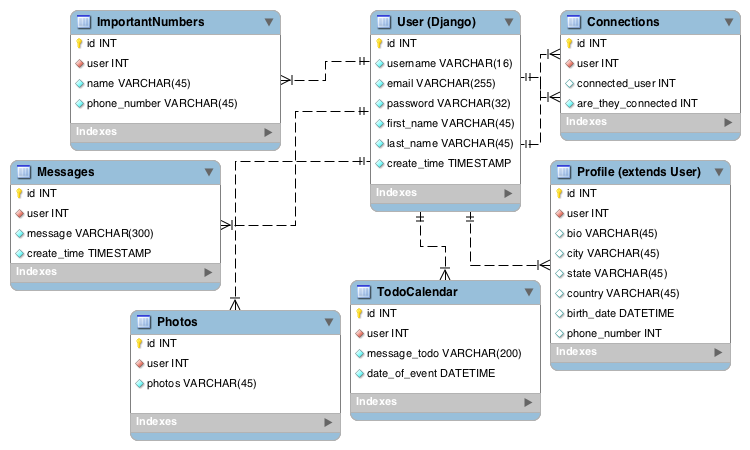 ImportantNumbers
id INT
user INT
name VARCHAR(45)
phone_number VARCHAR(45)
Indexes
User (Django)
id INT
username VARCHAR(16)
email VARCHAR(255)
password VARCHAR(32)
first_name VARCHAR(45)
last_name VARCHAR(45)
create_time TIMESTAMP
Indexes
Connections
id INT
user INT
connected_user INT
are_they_connected INT
Indexes
Messages
id INT
user INT
message VARCHAR(300)
create_time TIMESTAMP
Indexes
Profile (extends User)
id INT
user INT
bio VARCHAR(45)
city VARCHAR(45)
state VARCHAR(45)
country VARCHAR(45)
birth_date DATETIME
phone_number INT
Indexes
Photos
id INT
user INT
photos VARCHAR(45)
Indexes
TodoCalendar
id INT
user INT
message_todo VARCHAR(200)
date_of_event DATETIME
Indexes